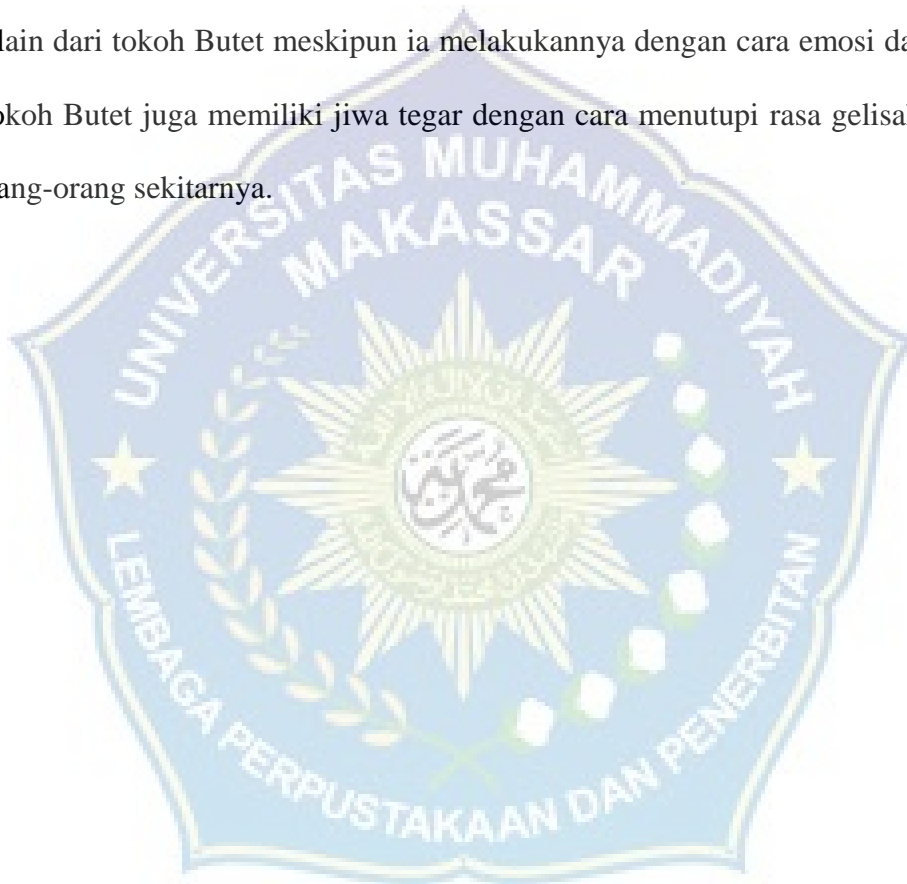 lain dari tokoh Butet meskipun ia melakukannya dengan cara emosi da
okoh Butet juga memiliki jiwa tegar dengan cara menutupi rasa gelisa
ang-orang sekitarnya.
UNIVERSITAS MUHAMMADIYAH
MAKASSAR
LEMBAGA PERPUSTAKAAN DAN PENERBITAN